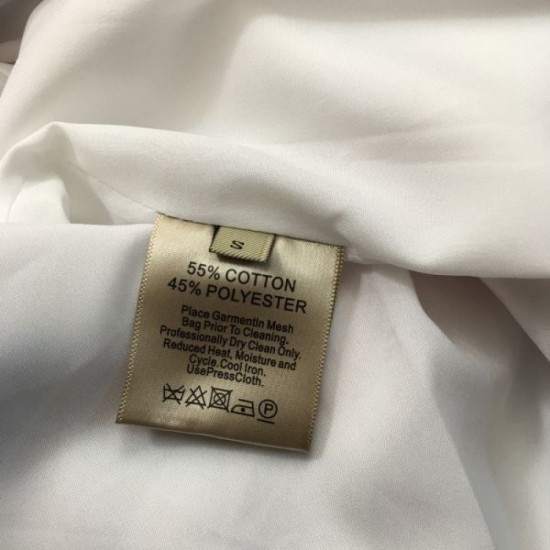 S
55% COTTON
45% POLYESTER
Place Garmentin Mesh
Bag Prior To Cleaning.
Professionally Dry Clean Only.
Reduced Heat, Moisture and
Cycle.Cool Iron.
UsePressCloth.
P